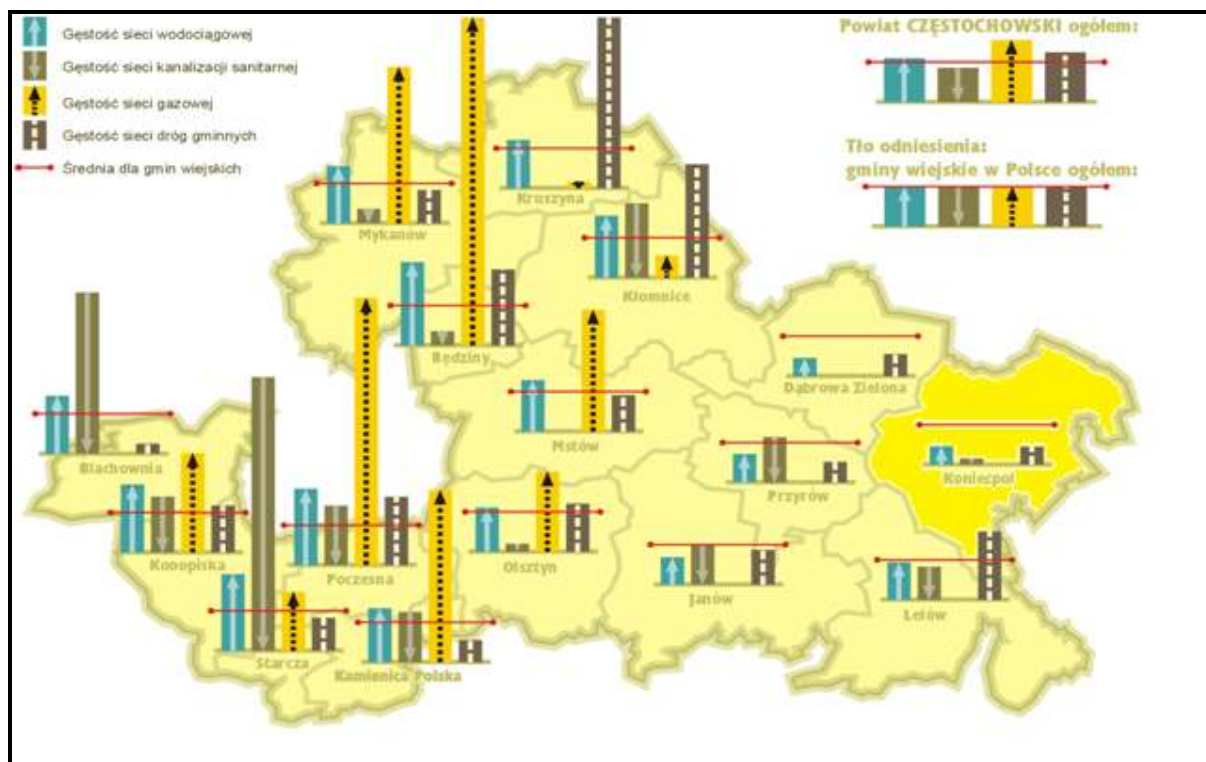 Gęstość sieci wodociągowej
Gęstość sieci kanalizacji sanitarnej
Gęstość sieci gazowej
Gęstość sieci dróg gminnych
Średnia dla gmin wiejskich
Powiat CZĘSTOCHOWSKI ogółem:
Tło odniesienia:
gminy wiejskie w Polsce ogółem:
Kruszyna
Mykanów
Kłomnice
Rędziny
Dąbrowa Zielona
Mstów
Blachownia
Koniecpol
Przyrów
Konopiska
Poczesna
Olsztyn
Janów
Lelów
Starcza
Kamienica Polska